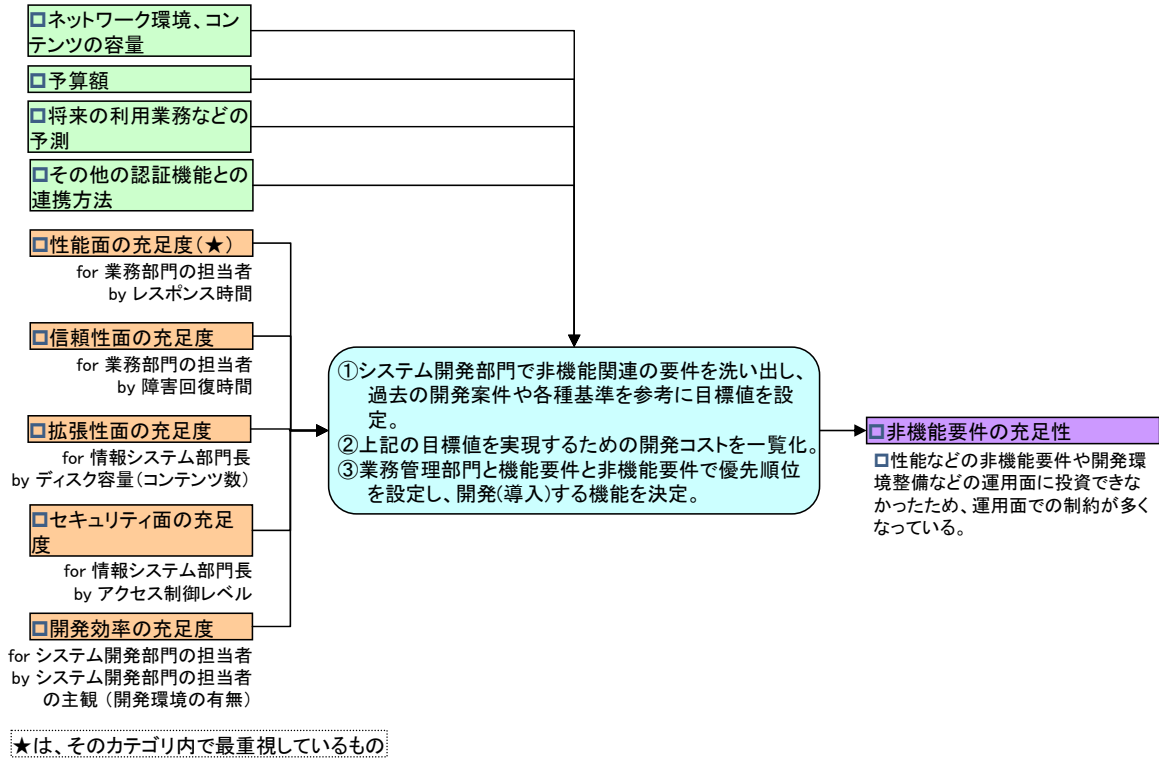 □ネットワーク環境、コン
テンツの容量
□予算額
□将来の利用業務などの
予測
□その他の認証機能との
連携方法
□性能面の充足度(★)
for 業務部門の担当者
by レスポンス時間
□信頼性面の充足度
for 業務部門の担当者
by 障害回復時間
□拡張性面の充足度
for 情報システム部門長
by ディスク容量(コンテンツ数)
□セキュリティ面の充足
度
for 情報システム部門長
by アクセス制御レベル
□開発効率の充足度
for システム開発部門の担当者
by システム開発部門の担当者
の主観 (開発環境の有無)
①システム開発部門で非機能関連の要件を洗い出し、
過去の開発案件や各種基準を参考に目標値を設
定。
②上記の目標値を実現するための開発コストを一覧化。
③業務管理部門と機能要件と非機能要件で優先順位
を設定し、開発(導入)する機能を決定。
□非機能要件の充足性
□性能などの非機能要件や開発環
境整備などの運用面に投資できな
かったため、運用面での制約が多く
なっている。
★は、そのカテゴリ内で最重視しているもの